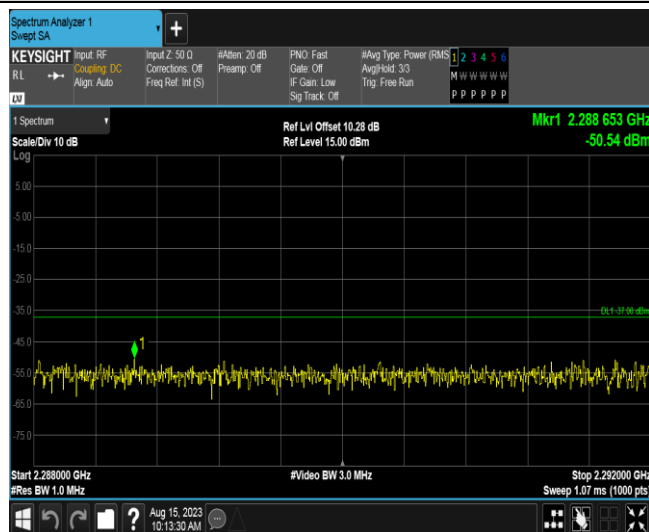 Spectrum Analyzer 1
Swept SA
+
KEYSIGHT
RL
LXI
Input: RF
Coupling: DC
Align: Auto
Input Z: 50 Ω
Corrections: Off
Freq Ref: Int (S)
#Atten: 20 dB
Preamp: Off
PNO: Fast
Gate: Off
IF Gain: Low
Sig Track: Off
#Avg Type: Power (RMS
Avg|Hold: 3/3
Trig: Free Run
1 2 3 4 5 6
M W W W W W
P P P P P P
1 Spectrum
Scale/Div 10 dB
Log
Ref Lvl Offset 10.28 dB
Ref Level 15.00 dBm
Mkr1 2.288 653 GHz
-50.54 dBm
5.00
-5.00
-15.0
-25.0
-35.0
DL1 -37.00 dBm
-45.0
1
-55.0
-65.0
-75.0
Start 2.288000 GHz
#Res BW 1.0 MHz
#Video BW 3.0 MHz
Stop 2.292000 GHz
Sweep 1.07 ms (1000 pts)
?
Aug 15, 2023
10:13:30 AM